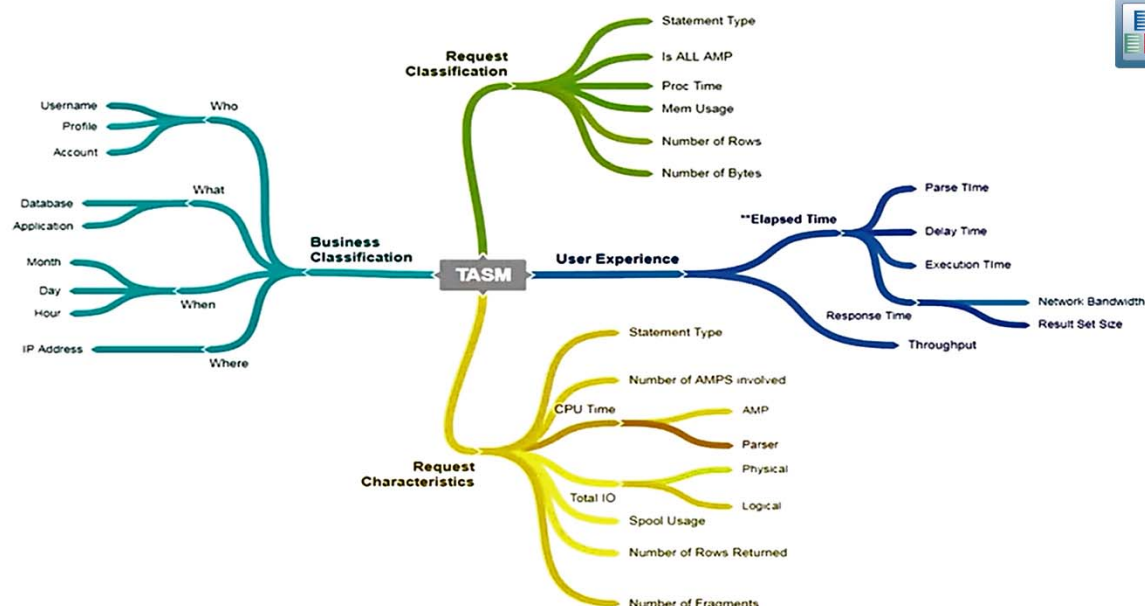 Statement Type
Request
Classification
Is ALL AMP
Proc Time
Mem Usage
Number of Rows
Number of Bytes
Who
Username
Profile
Account
What
Database
Application
Business
Classification
Month
Day
Hour
When
IP Address
Where
TASM
User Experience
**Elapsed Time
Parse Time
Delay Time
Execution Time
Response Time
Network Bandwidth
Result Set Size
Throughput
Request
Characteristics
Statement Type
Number of AMPS involved
CPU Time
AMP
Parser
Total IO
Physical
Logical
Spool Usage
Number of Rows Returned
Number of Fragments